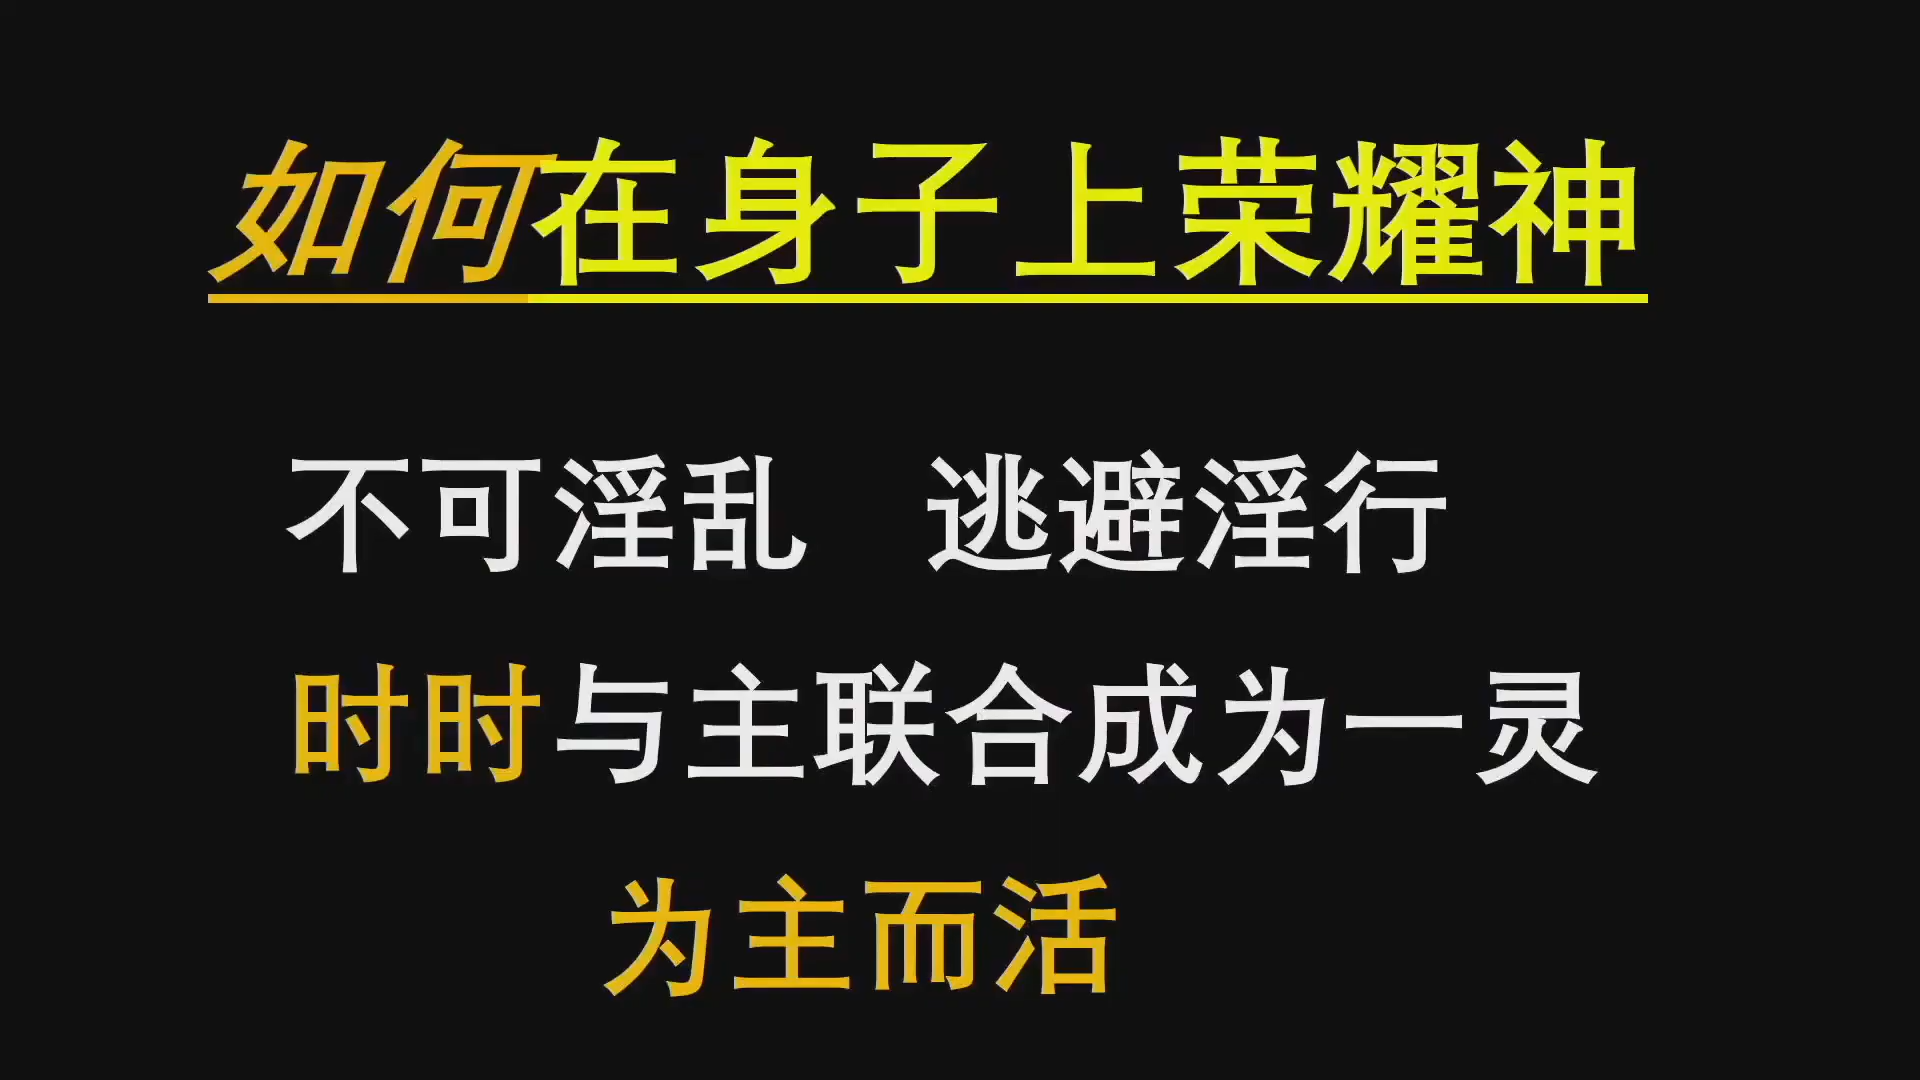 如何在身子上荣耀神
不可淫乱　逃避淫行
时时与主联合成为一灵
为主而活